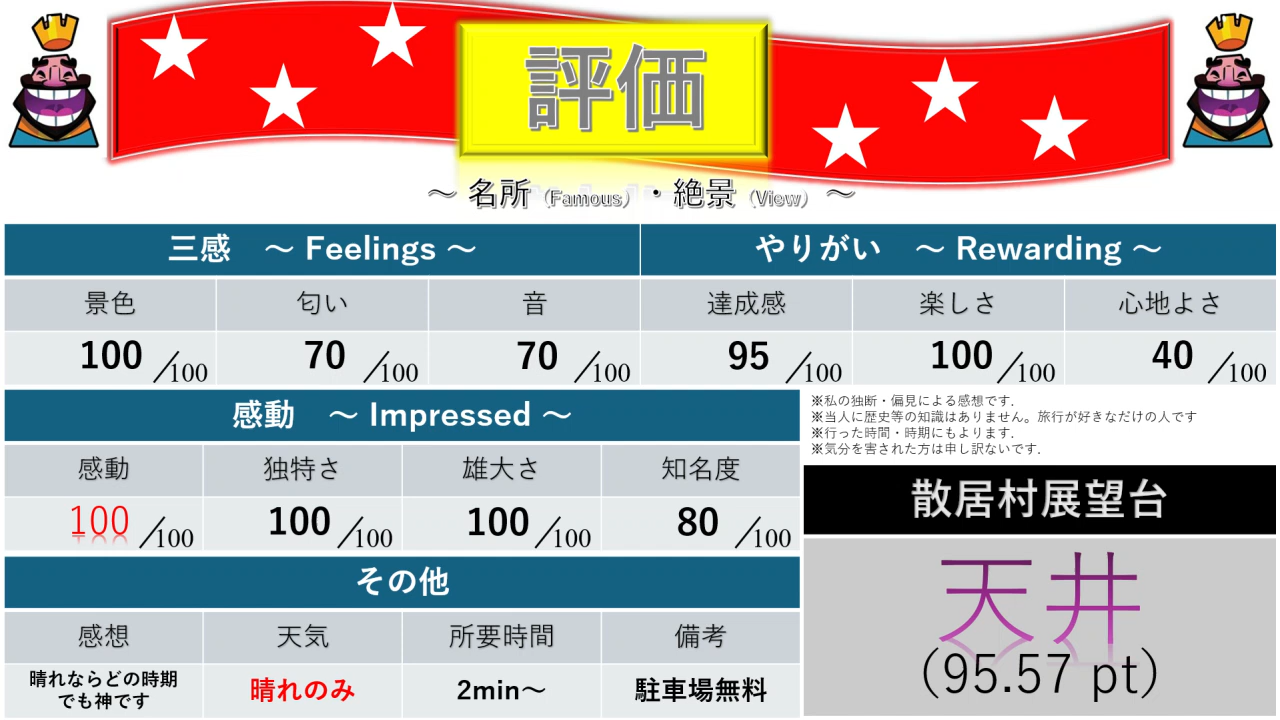 評価
～ 名所（Famous）・絶景（View） ～
三感　～ Feelings ～
やりがい　～ Rewarding ～
景色 匂い 音 達成感 楽しさ 心地よさ
100／100 70／100 70／100 95／100 100／100 40／100
感動　～ Impressed ～
感動 独特さ 雄大さ 知名度
100／100 100／100 100／100 80／100
その他
感想 天気 所要時間 備考
晴れならどの時期
でも神です
晴れのみ
2min～
駐車場無料
※私の独断・偏見による感想です.
※当人に歴史等の知識はありません。旅行が好きなだけの人です
※行った時間・時期にもよります.
※気分を害された方は申し訳ないです.
散居村展望台
天井
(95.57 pt)